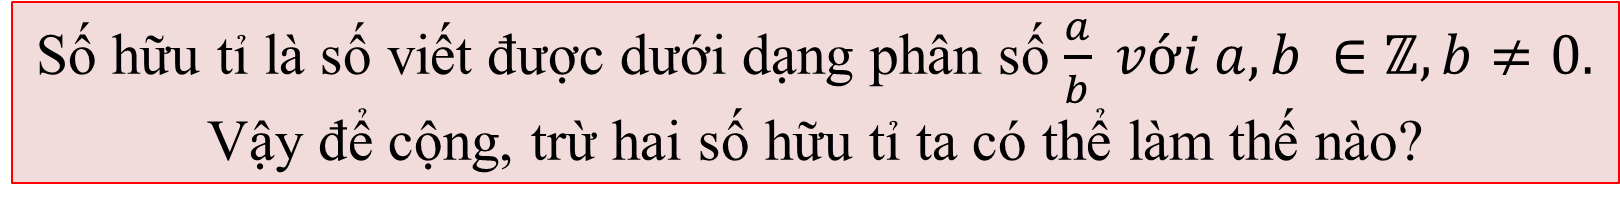 Số hữu tỉ là số viết được dưới dạng phân số a/b với a, b ∈ ℤ, b ≠ 0.
Vậy để cộng, trừ hai số hữu tỉ ta có thể làm thế nào?